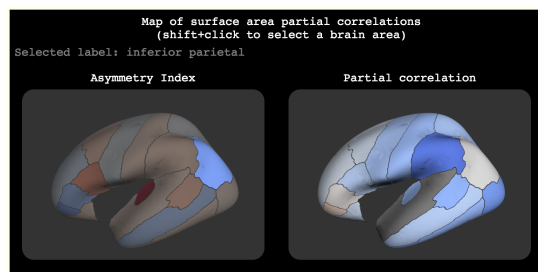 Map of surface area partial correlations
(shift+click to select a brain area)
Selected label: inferior parietal
Asymmetry Index
Partial correlation